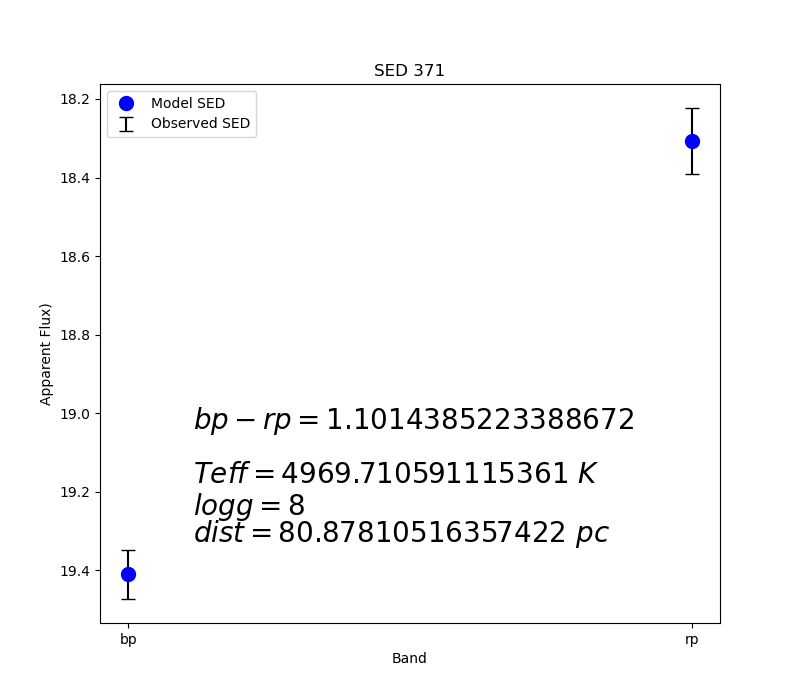 SED 371
Model SED
Observed SED
18.2
18.4
18.6
18.8
19.0
19.2
19.4
Apparent Flux)
bp − rp = 1.1014385223388672
Teff = 4969.710591115361 K
logg = 8
dist = 80.87810516357422 pc
bp
rp
Band